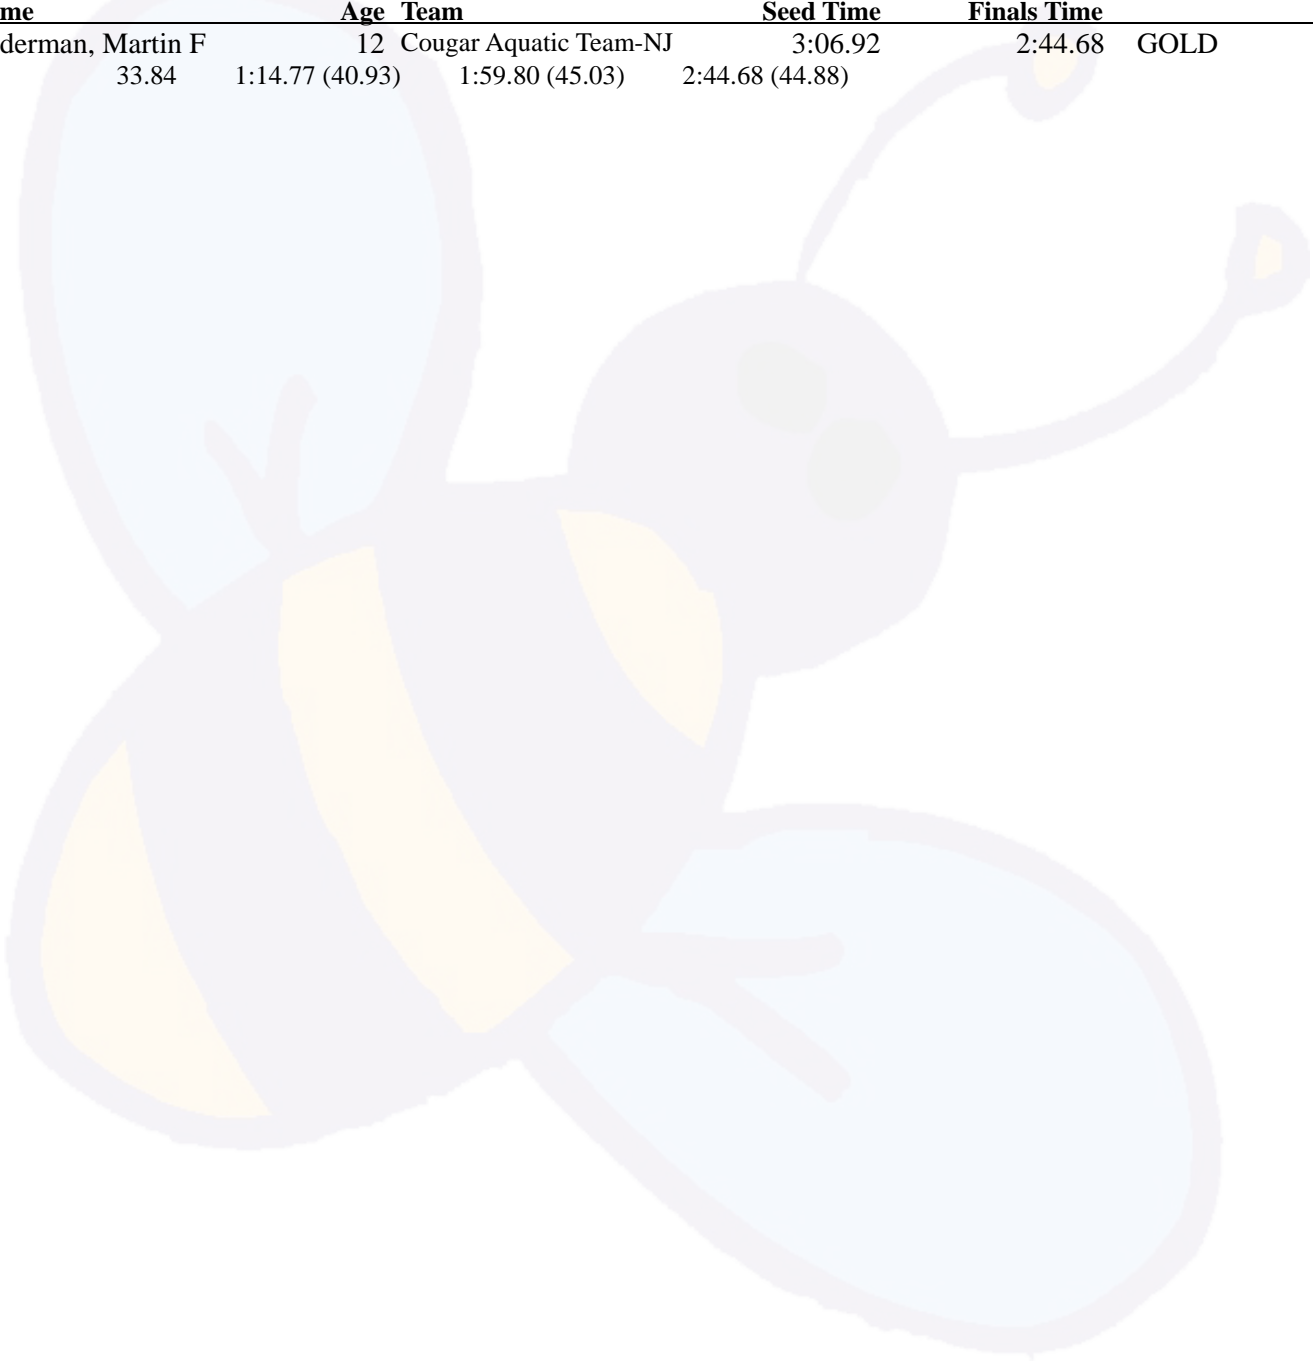 me Age Team Seed Time Finals Time
derman, Martin F 12 Cougar Aquatic Team-NJ 3:06.92 2:44.68 GOLD
33.84 1:14.77 (40.93) 1:59.80 (45.03) 2:44.68 (44.88)